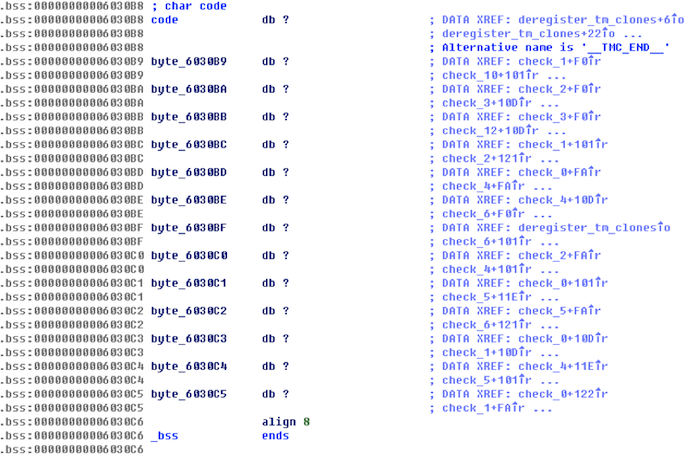 .bss:00000000006030B8 ; char code
.bss:00000000006030B8 code db ? ; DATA XREF: deregister_tm_clones+6↑o
.bss:00000000006030B8 ; deregister_tm_clones+22↑o ...
.bss:00000000006030B8 ; Alternative name is '__TMC_END__'
.bss:00000000006030B9 byte_6030B9 db ? ; DATA XREF: check_1+F0↑r
.bss:00000000006030B9 ; check_10+101↑r ...
.bss:00000000006030BA byte_6030BA db ? ; DATA XREF: check_2+F0↑r
.bss:00000000006030BA ; check_3+10D↑r ...
.bss:00000000006030BB byte_6030BB db ? ; DATA XREF: check_3+F0↑r
.bss:00000000006030BB ; check_12+10D↑r ...
.bss:00000000006030BC byte_6030BC db ? ; DATA XREF: check_1+101↑r
.bss:00000000006030BC ; check_2+121↑r ...
.bss:00000000006030BD byte_6030BD db ? ; DATA XREF: check_0+FA↑r
.bss:00000000006030BD ; check_4+FA↑r ...
.bss:00000000006030BE byte_6030BE db ? ; DATA XREF: check_4+10D↑r
.bss:00000000006030BE ; check_6+F0↑r ...
.bss:00000000006030BF byte_6030BF db ? ; DATA XREF: deregister_tm_clones↑o
.bss:00000000006030BF ; check_6+101↑r ...
.bss:00000000006030C0 byte_6030C0 db ? ; DATA XREF: check_2+FA↑r
.bss:00000000006030C0 ; check_4+101↑r ...
.bss:00000000006030C1 byte_6030C1 db ? ; DATA XREF: check_0+101↑r
.bss:00000000006030C1 ; check_5+11E↑r ...
.bss:00000000006030C2 byte_6030C2 db ? ; DATA XREF: check_5+FA↑r
.bss:00000000006030C2 ; check_6+121↑r ...
.bss:00000000006030C3 byte_6030C3 db ? ; DATA XREF: check_0+10D↑r
.bss:00000000006030C3 ; check_1+10D↑r ...
.bss:00000000006030C4 byte_6030C4 db ? ; DATA XREF: check_4+11E↑r
.bss:00000000006030C4 ; check_5+101↑r ...
.bss:00000000006030C5 byte_6030C5 db ? ; DATA XREF: check_0+122↑r
.bss:00000000006030C5 ; check_1+FA↑r ...
.bss:00000000006030C6 align 8
.bss:00000000006030C6 _bss ends
.bss:00000000006030C6